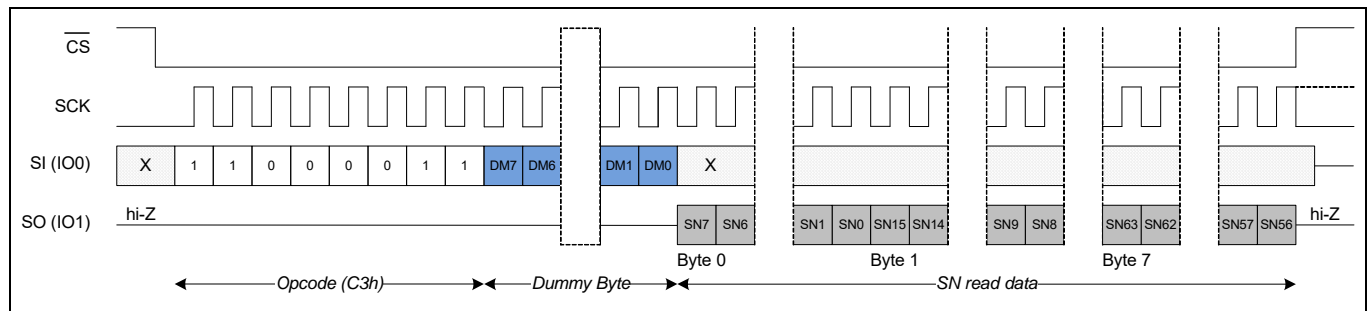 CS
SCK
SI (IO0) X 1 1 0 0 0 0 1 1 DM7 DM6 DM1 DM0 X
hi-Z
SO (IO1) SN7 SN6 SN1 SN0 SN15 SN14 SN9 SN8 SN63 SN62 SN57 SN56 hi-Z
Byte 0 Byte 1 Byte 7
Opcode (C3h) Dummy Byte SN read data